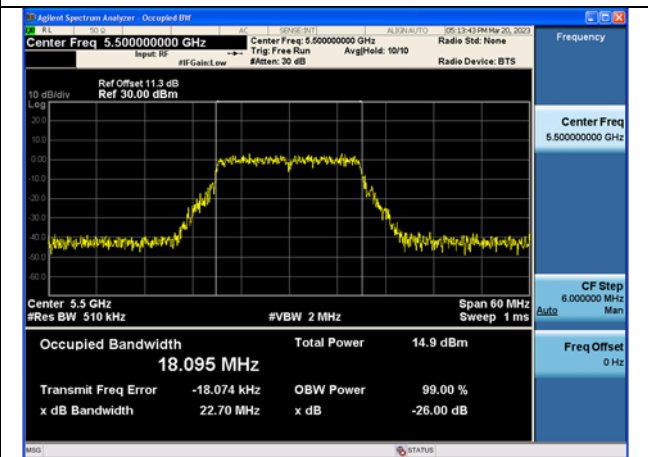 Agilent Spectrum Analyzer - Occupied BW
RL 50 Ω AC SENSE:INT ALIGN AUTO 05:13:43 PM Mar 20, 2023
Center Freq 5.500000000 GHz
Input: RF
#IFGain:Low
Center Freq: 5.500000000 GHz
Trig: Free Run Avg|Hold: 10/10
#Atten: 30 dB
Radio Std: None
Radio Device: BTS
Frequency
Ref Offset 11.3 dB
10 dB/div Ref 30.00 dBm
Log
20.0
10.0
0.00
-10.0
-20.0
-30.0
-40.0
-50.0
-60.0
Center Freq
5.500000000 GHz
Center 5.5 GHz Span 60 MHz
#Res BW 510 kHz #VBW 2 MHz Sweep 1 ms
CF Step
6.000000 MHz
Auto Man
Occupied Bandwidth Total Power 14.9 dBm
18.095 MHz
Transmit Freq Error -18.074 kHz OBW Power 99.00 %
x dB Bandwidth 22.70 MHz x dB -26.00 dB
Freq Offset
0 Hz
MSG STATUS